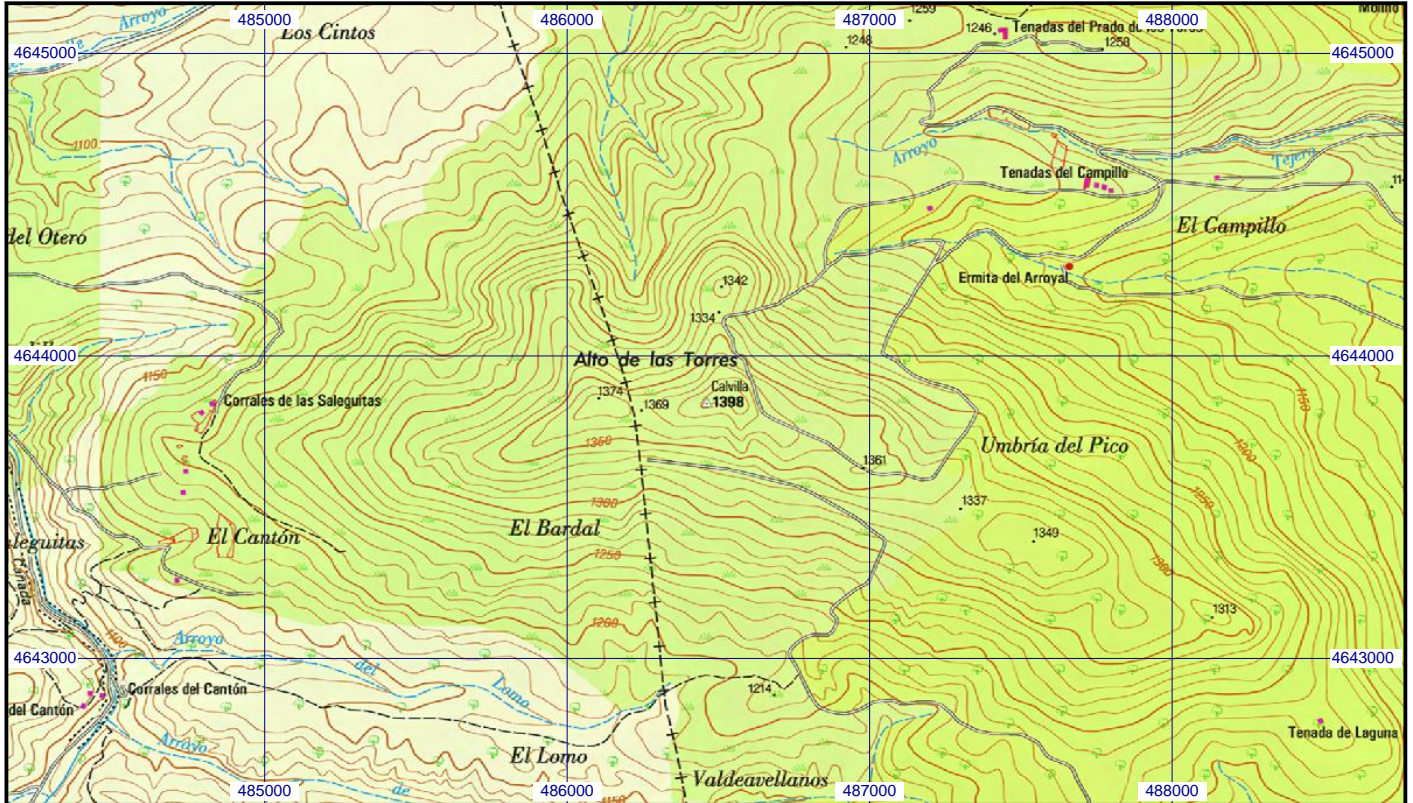 Arroyo
485000
486000
487000
488000
1259
1246
Tenadas del Prado de los Toros
Molino
Los Cintos
1248
1258
4645000
4645000
1100
Arroyo
Tejera
Tenadas del Campillo
del Otero
El Campillo
Ermita del Arroyal
1342
1334
4644000
Alto de las Torres
4644000
1150
1374
1369
Calvilla
1398
1150
Corrales de las Saleguitas
1350
1361
Umbría del Pico
1200
1300
1250
1337
El Cantón
El Bardal
1349
1250
1300
Cañada
1200
1313
1100
Arroyo
del
Lomo
4643000
4643000
Corrales del Cantón
1214
del Cantón
Arroyo
El Lomo
Tenada de Laguna
Valdeavellanos
de
485000
486000
487000
488000